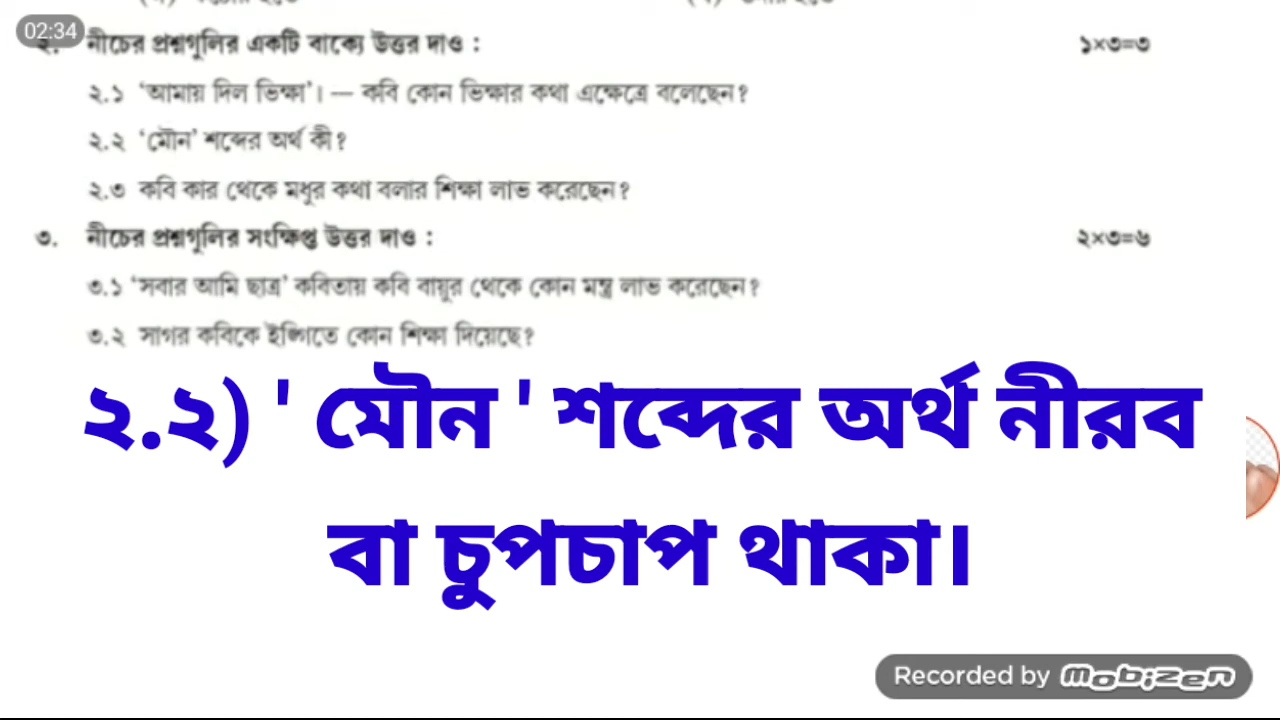 02:34
২. নীচের প্রশ্নগুলির একটি বাক্যে উত্তর দাও : ১×৩=৩
২.১ ‘আমায় দিল ভিক্ষা’। — কবি কোন ভিক্ষার কথা এক্ষেত্রে বলেছেন?
২.২ ‘মৌন’ শব্দের অর্থ কী?
২.৩ কবি কার থেকে মধুর কথা বলার শিক্ষা লাভ করেছেন?
৩. নীচের প্রশ্নগুলির সংক্ষিপ্ত উত্তর দাও : ২×৩=৬
৩.১ ‘সবার আমি ছাত্র’ কবিতায় কবি বায়ুর থেকে কোন মন্ত্র লাভ করেছেন?
৩.২ সাগর কবিকে ইঙ্গিতে কোন শিক্ষা দিয়েছে?
২.২) ' মৌন ' শব্দের অর্থ নীরব
বা চুপচাপ থাকা।
Recorded by mobizen